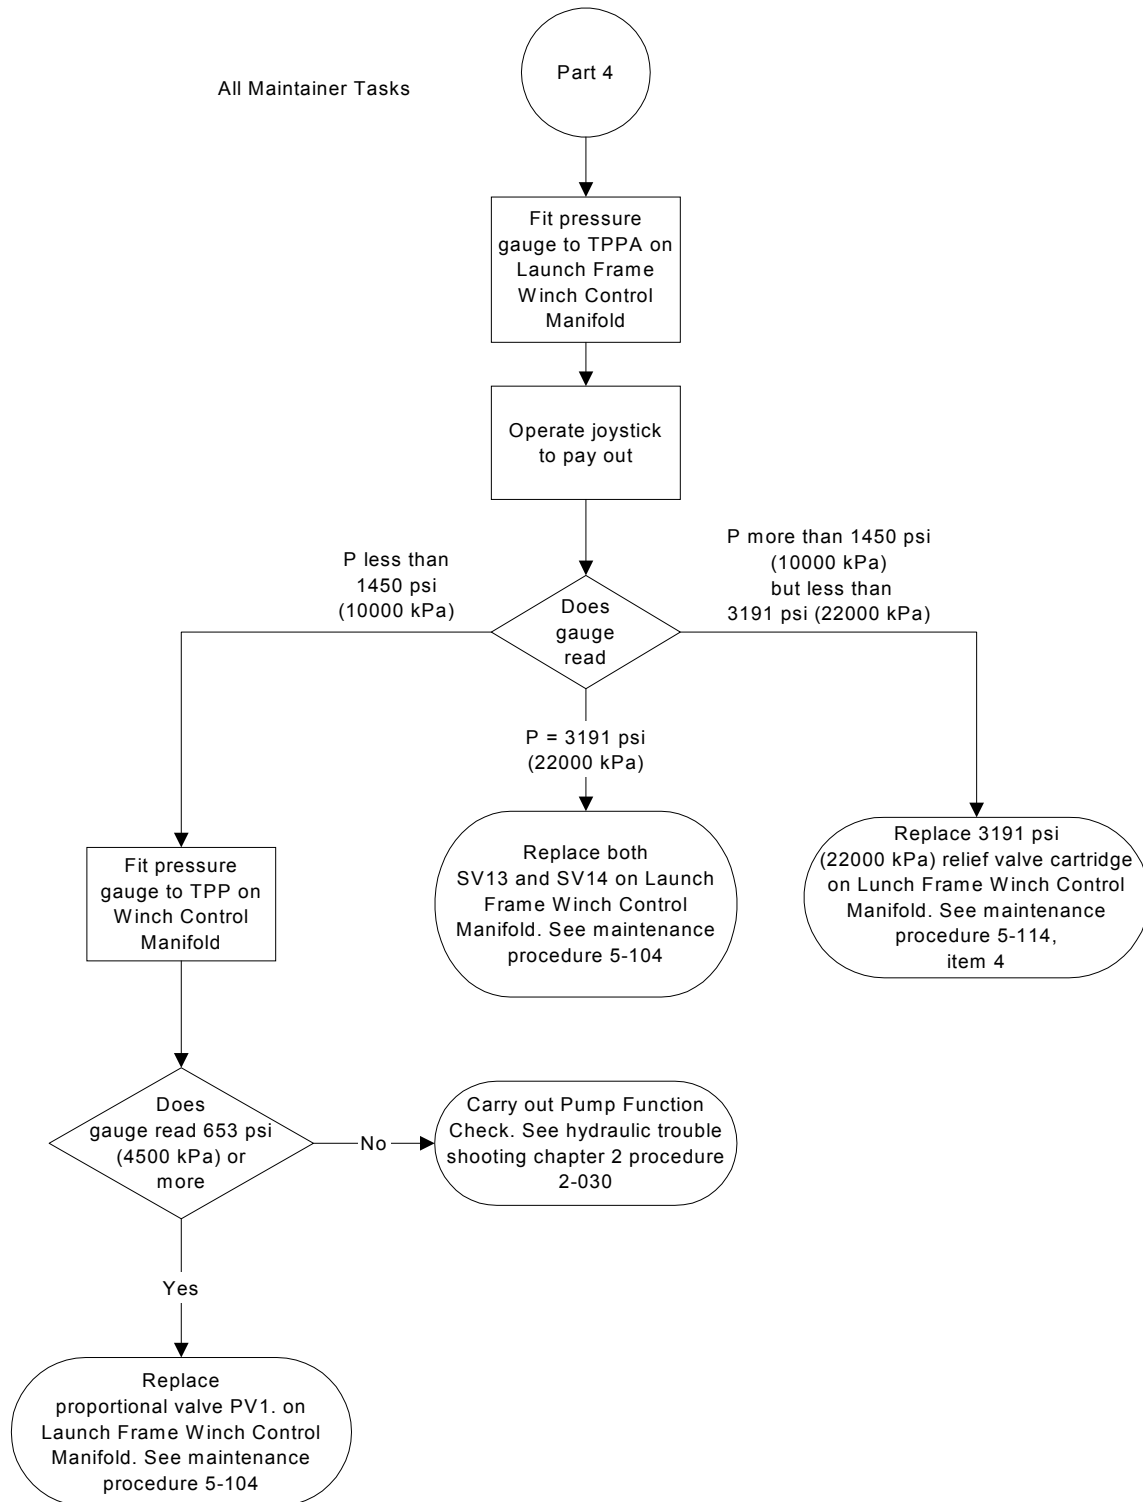 Part 4
All Maintainer Tasks
Fit pressure
gauge to TPPA on
Launch Frame
Winch Control
Manifold
Operate joystick
to pay out
P less than
1450 psi
(10000 kPa)
P more than 1450 psi
(10000 kPa)
but less than
3191 psi (22000 kPa)
Does
gauge
read
P = 3191 psi
(22000 kPa)
Fit pressure
gauge to TPP on
Winch Control
Manifold
Replace both
SV13 and SV14 on Launch
Frame Winch Control
Manifold. See maintenance
procedure 5-104
Replace 3191 psi
(22000 kPa) relief valve cartridge
on Lunch Frame Winch Control
Manifold. See maintenance
procedure 5-114,
item 4
Does
gauge read 653 psi
(4500 kPa) or
more
No
Carry out Pump Function
Check. See hydraulic trouble
shooting chapter 2 procedure
2-030
Yes
Replace
proportional valve PV1. on
Launch Frame Winch Control
Manifold. See maintenance
procedure 5-104